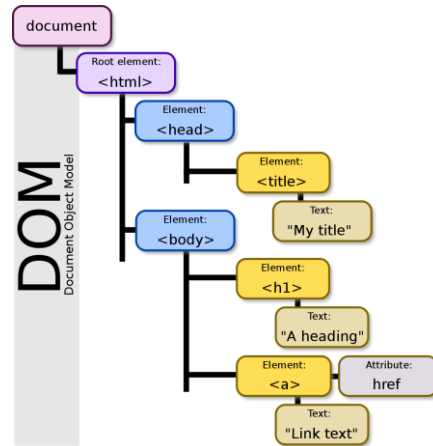 document
Root element:
<html>
Element:
<head>
Element:
<title>
Text:
"My title"
Element:
<body>
Element:
<h1>
Text:
"A heading"
Element:
<a>
Attribute:
href
Text:
"Link text"
DOM
Document Object Model